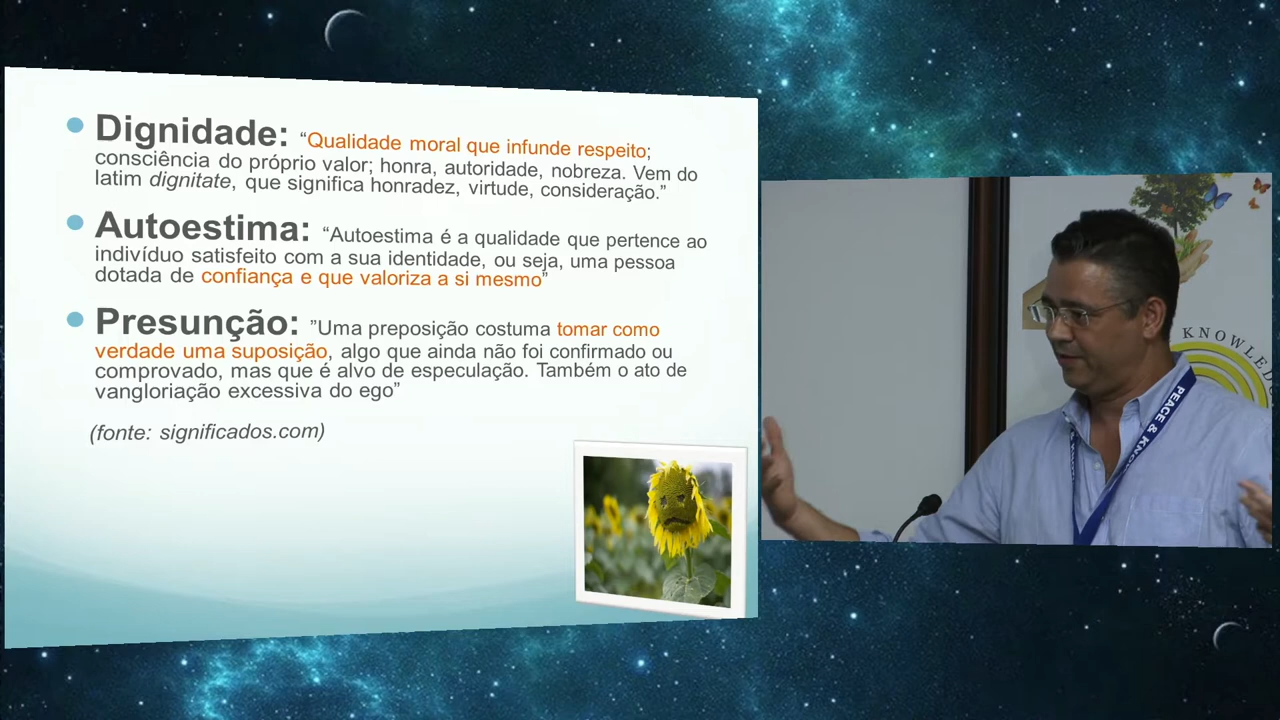 Dignidade: “Qualidade moral que infunde respeito;
consciência do próprio valor; honra, autoridade, nobreza. Vem do
latim dignitate, que significa honradez, virtude, consideração.”
Autoestima: “Autoestima é a qualidade que pertence ao
indivíduo satisfeito com a sua identidade, ou seja, uma pessoa
dotada de confiança e que valoriza a si mesmo”
Presunção: ”Uma preposição costuma tomar como
verdade uma suposição, algo que ainda não foi confirmado ou
comprovado, mas que é alvo de especulação. Também o ato de
vangloriação excessiva do ego”
(fonte: significados.com)
KNOWLED
PEACE & KNO